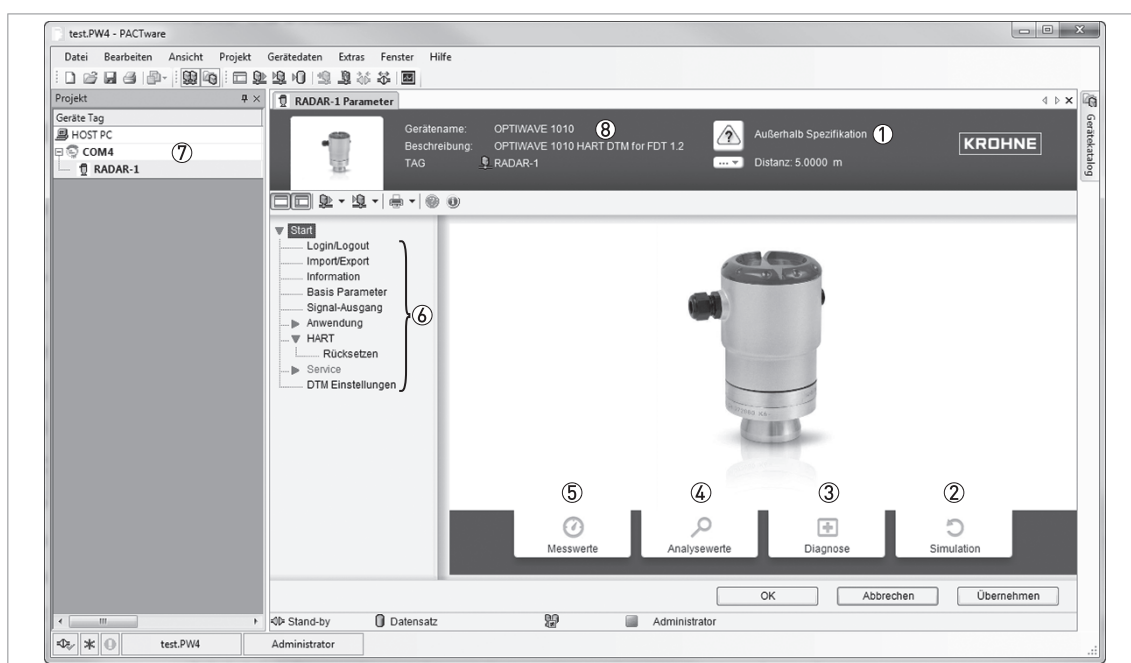 test.PW4 - PACTware
Datei Bearbeiten Ansicht Projekt Gerätedaten Extras Fenster Hilfe
Projekt
RADAR-1 Parameter
Geräte Tag
HOST PC
COM4
⑦
RADAR-1
Gerätename: OPTIWAVE 1010 ⑧
Beschreibung: OPTIWAVE 1010 HART DTM for FDT 1.2
TAG RADAR-1
Außerhalb Spezifikation ①
Distanz: 5.0000 m
KROHNE
Gerätekatalog
Start
Login/Logout
Import/Export
Information
Basis Parameter
Signal-Ausgang
Anwendung
HART
Rücksetzen
Service
DTM Einstellungen
⑥
⑤ ④ ③ ②
Messwerte Analysewerte Diagnose Simulation
OK Abbrechen Übernehmen
Stand-by Datensatz Administrator
test.PW4 Administrator